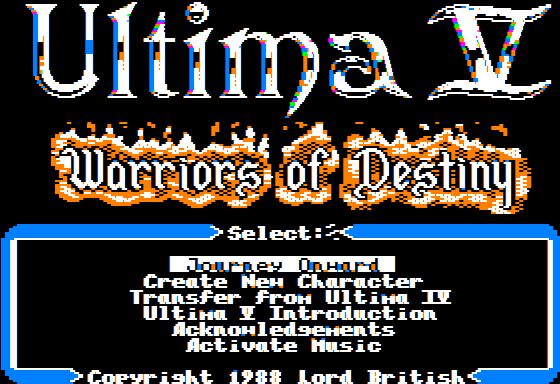 Ultima V
Warriors of Destiny
Select:
Journey Onward
Create New Character
Transfer from Ultima IV
Ultima V Introduction
Acknowledgements
Activate Music
Copyright 1988 Lord British